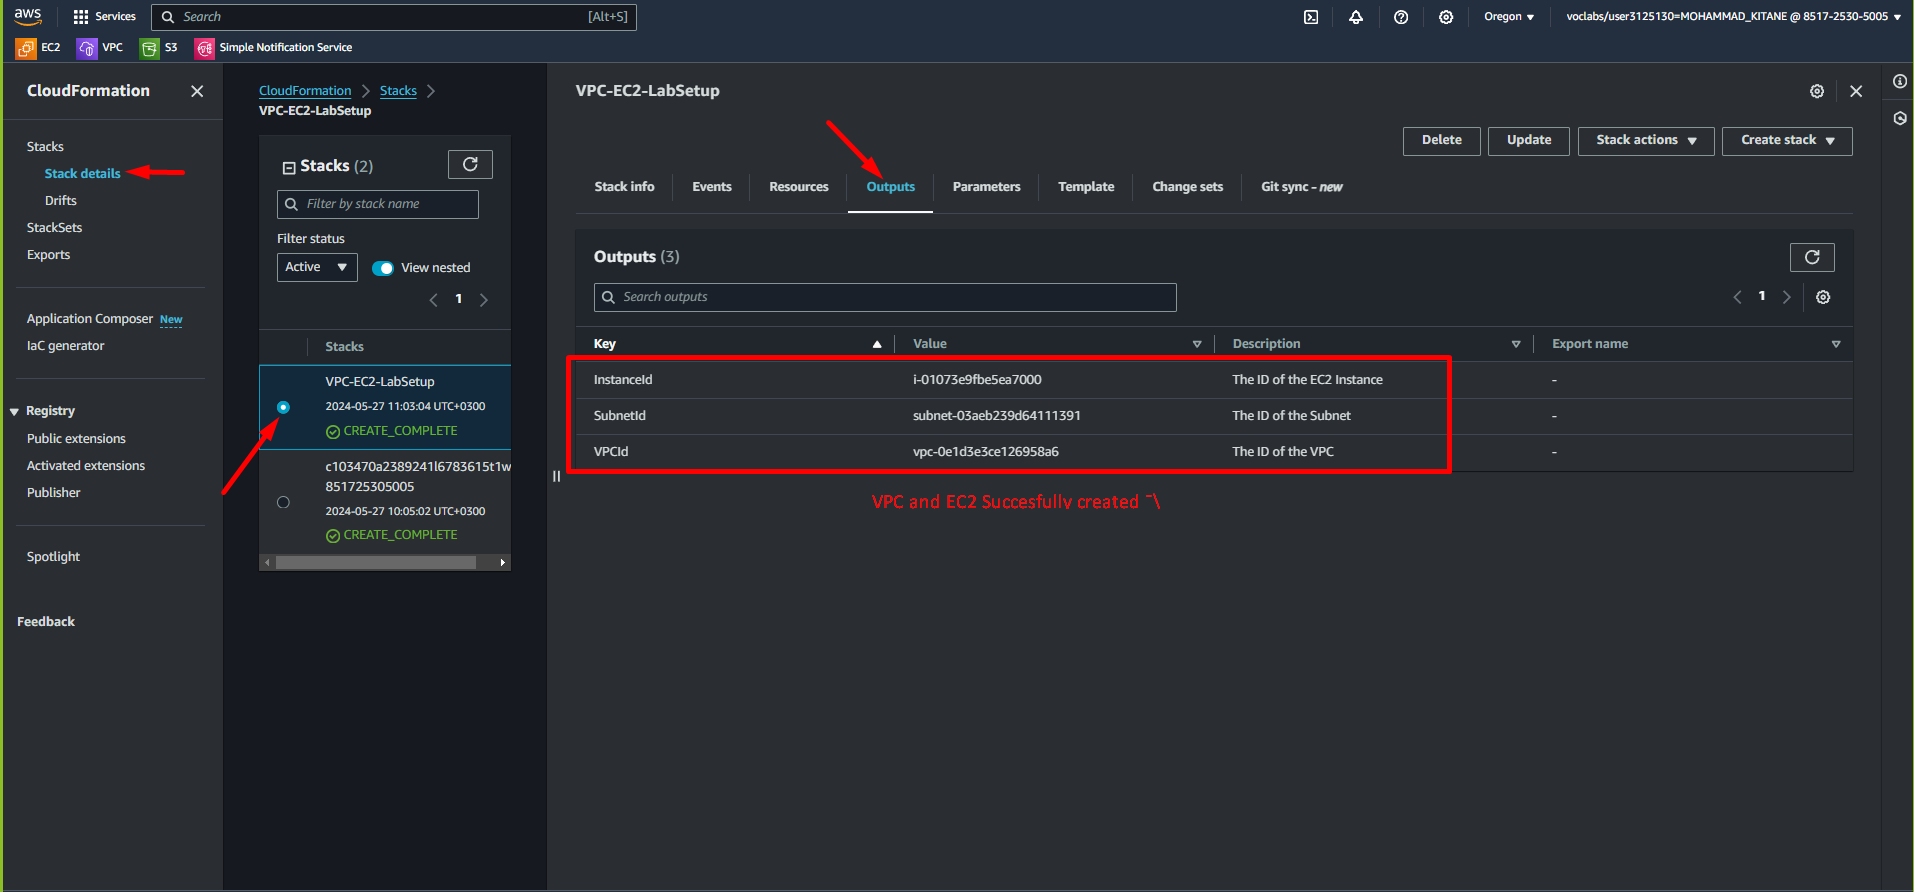 aws
Services
Search
[Alt+S]
Oregon
voclabs/user3125130=MOHAMMAD_KITANE @ 8517-2530-5005
EC2
VPC
S3
Simple Notification Service
CloudFormation
Stacks
Stack details
Drifts
StackSets
Exports
Application Composer New
IaC generator
Registry
Public extensions
Activated extensions
Publisher
Spotlight
Feedback
CloudFormation
Stacks
VPC-EC2-LabSetup
Stacks (2)
Filter by stack name
Filter status
Active
View nested
1
Stacks
VPC-EC2-LabSetup
2024-05-27 11:03:04 UTC+0300
CREATE_COMPLETE
c103470a2389241l6783615t1w
851725305005
2024-05-27 10:05:02 UTC+0300
CREATE_COMPLETE
VPC-EC2-LabSetup
Delete
Update
Stack actions
Create stack
Stack info
Events
Resources
Outputs
Parameters
Template
Change sets
Git sync - new
Outputs (3)
Search outputs
1
Key Value Description Export name
InstanceId i-01073e9fbe5ea7000 The ID of the EC2 Instance -
SubnetId subnet-03aeb239d64111391 The ID of the Subnet -
VPCId vpc-0e1d3e3ce126958a6 The ID of the VPC -
VPC and EC2 Succesfully created ¯\